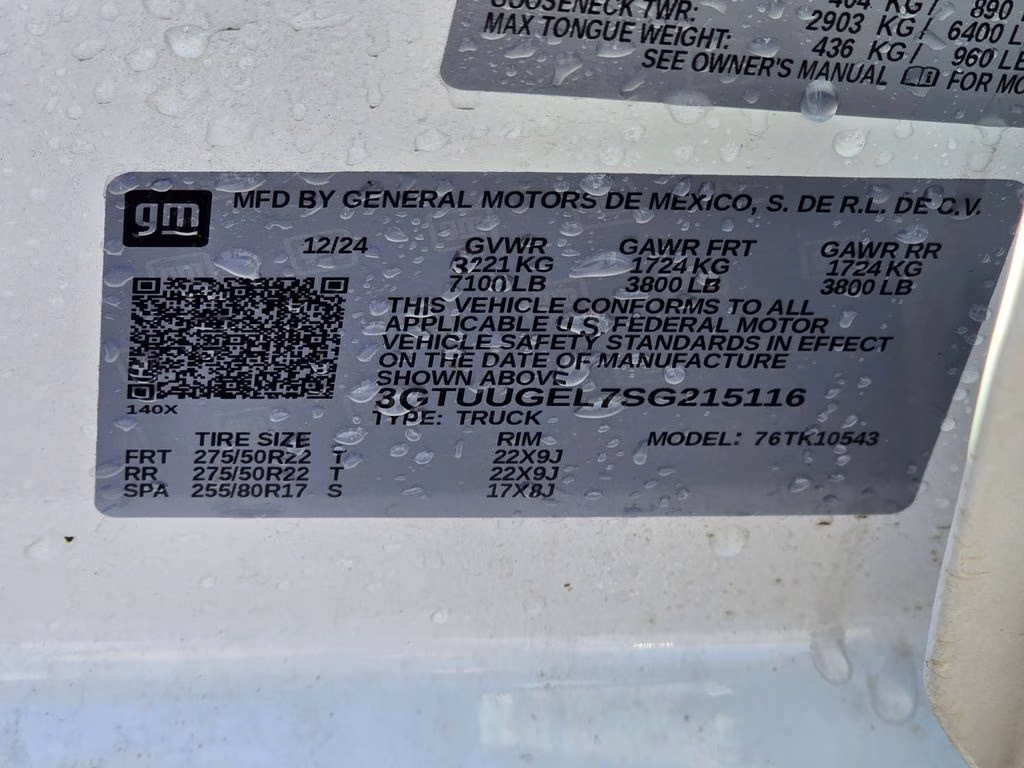 404 KG / 890
GOOSENECK TWR: 2903 KG / 6400 L
MAX TONGUE WEIGHT: 436 KG / 960 LB
SEE OWNER'S MANUAL FOR MO
gm
MFD BY GENERAL MOTORS DE MEXICO, S. DE R.L. DE C.V.
12/24 GVWR GAWR FRT GAWR RR
3221 KG 1724 KG 1724 KG
7100 LB 3800 LB 3800 LB
THIS VEHICLE CONFORMS TO ALL
APPLICABLE U.S. FEDERAL MOTOR
VEHICLE SAFETY STANDARDS IN EFFECT
ON THE DATE OF MANUFACTURE
SHOWN ABOVE
3GTUUGEL7SG215116
140X
TYPE: TRUCK
TIRE SIZE RIM MODEL: 76TK10543
FRT 275/50R22 T 22X9J
RR 275/50R22 T 22X9J
SPA 255/80R17 S 17X8J